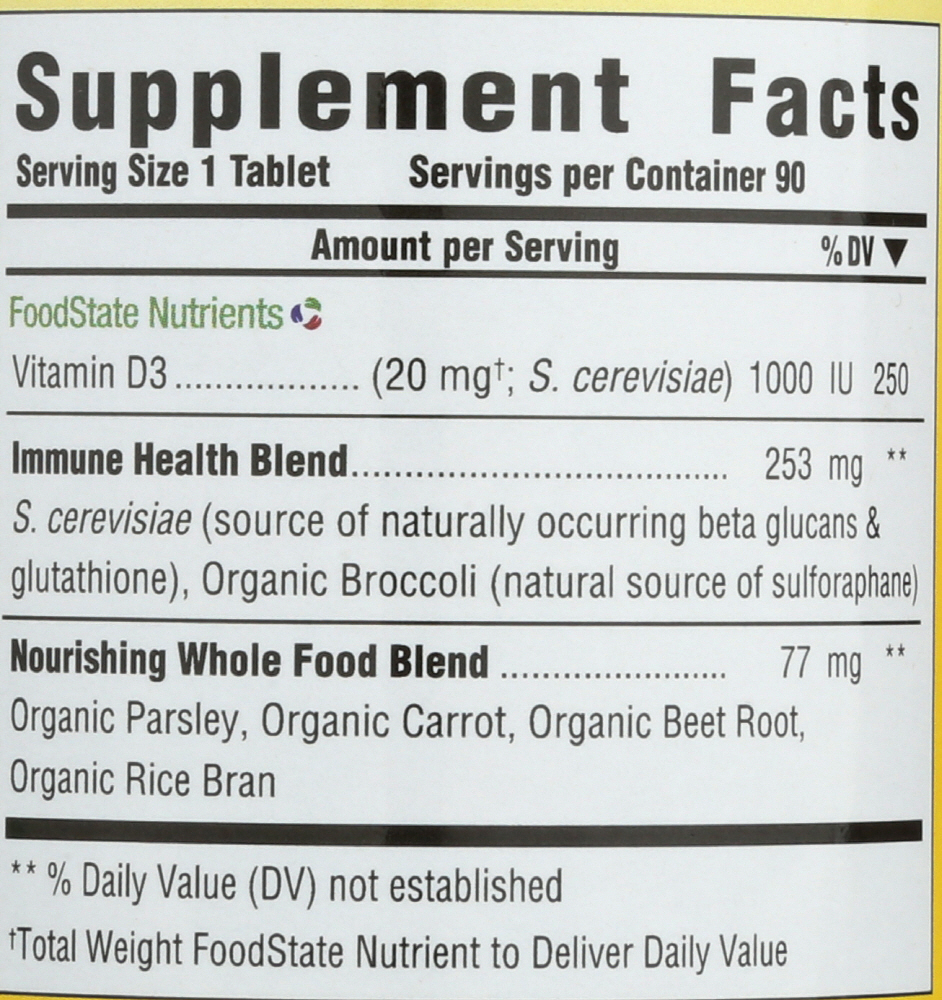 Supplement Facts
Serving Size 1 Tablet Servings per Container 90
Amount per Serving %DV▼
FoodState Nutrients
Vitamin D3.................. (20 mg†; S. cerevisiae) 1000 IU 250
Immune Health Blend.................................... 253 mg **
S. cerevisiae (source of naturally occurring beta glucans &
glutathione), Organic Broccoli (natural source of sulforaphane)
Nourishing Whole Food Blend ....................... 77 mg **
Organic Parsley, Organic Carrot, Organic Beet Root,
Organic Rice Bran
** % Daily Value (DV) not established
†Total Weight FoodState Nutrient to Deliver Daily Value